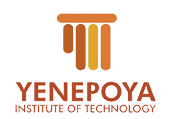 YENEPOYA
INSTITUTE OF TECHNOLOGY